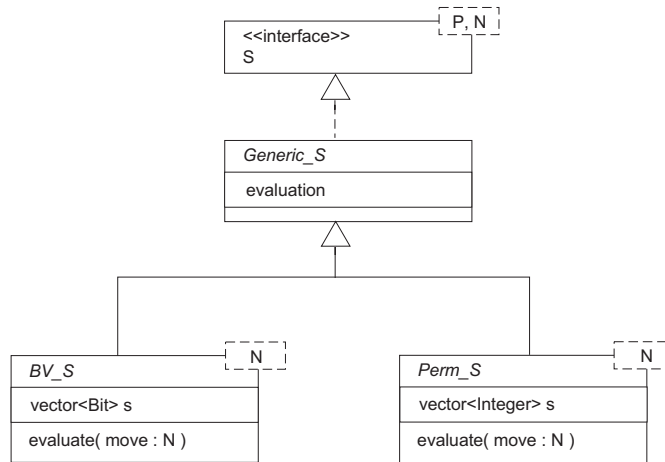 P, N
<<interface>>
S
Generic_S
evaluation
N
BV_S
vector<Bit> s
evaluate( move : N )
N
Perm_S
vector<Integer> s
evaluate( move : N )